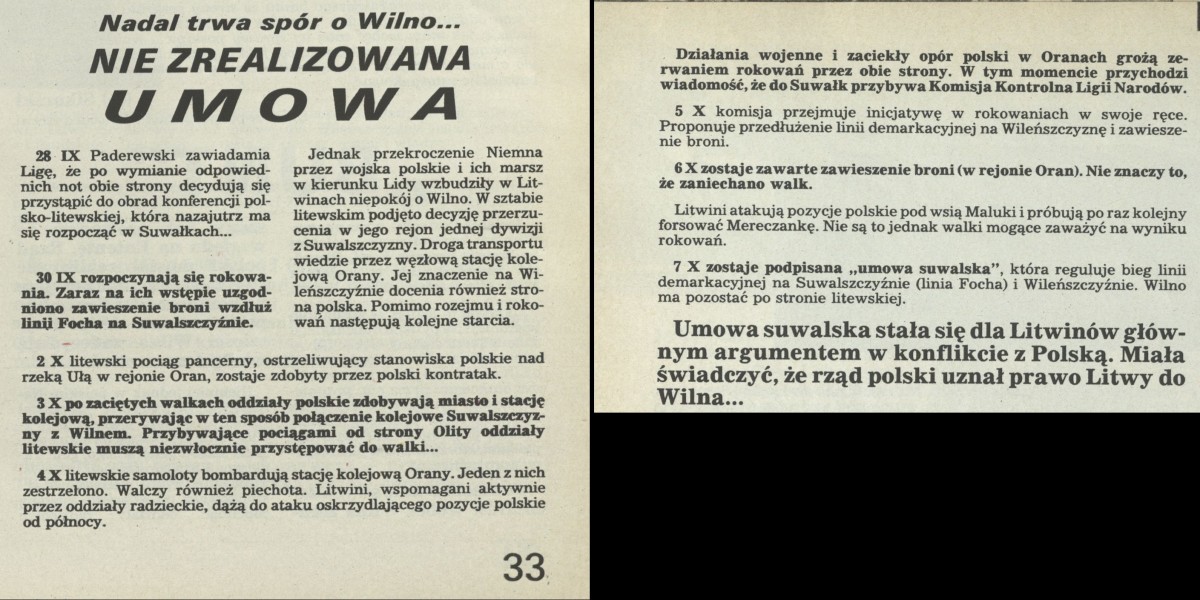 Nadal trwa spór o Wilno...
NIE ZREALIZOWANA
UMOWA
28 IX Paderewski zawiadamia
Ligę, że po wymianie odpowied-
nich not obie strony decydują się
przystąpić do obrad konferencji pol-
sko-litewskiej, która nazajutrz ma
się rozpocząć w Suwałkach...
30 IX rozpoczynają się rokowa-
nia. Zaraz na ich wstępie uzgod-
niono zawieszenie broni wzdłuż
linii Focha na Suwalszczyźnie.
Jednak przekroczenie Niemna
przez wojska polskie i ich marsz
w kierunku Lidy wzbudziły w Lit-
winach niepokój o Wilno. W sztabie
litewskim podjęto decyzję przerzu-
cenia w jego rejon jednej dywizji
z Suwalszczyzny. Droga transportu
wiedzie przez węzłową stację kole-
jową Orany. Jej znaczenie na Wi-
leńszczyźnie docenia również stro-
na polska. Pomimo rozejmu i roko-
wań następują kolejne starcia.
2 X litewski pociąg pancerny, ostrzeliwujący stanowiska polskie nad
rzeką Ułą w rejonie Oran, zostaje zdobyty przez polski kontratak.
3 X po zaciętych walkach oddziały polskie zdobywają miasto i stację
kolejową, przerywając w ten sposób połączenie kolejowe Suwalszczyz-
ny z Wilnem. Przybywające pociągami od strony Olity oddziały
litewskie muszą niezwłocznie przystępować do walki...
4 X litewskie samoloty bombardują stację kolejową Orany. Jeden z nich
zestrzelono. Walczy również piechota. Litwini, wspomagani aktywnie
przez oddziały radzieckie, dążą do ataku oskrzydlającego pozycje polskie
od północy.
33
Działania wojenne i zaciekły opór polski w Oranach grożą ze-
rwaniem rokowań przez obie strony. W tym momencie przychodzi
wiadomość, że do Suwałk przybywa Komisja Kontrolna Ligii Narodów.
5 X komisja przejmuje inicjatywę w rokowaniach w swoje ręce.
Proponuje przedłużenie linii demarkacyjnej na Wileńszczyznę i zawiesze-
nie broni.
6 X zostaje zawarte zawieszenie broni (w rejonie Oran). Nie znaczy to,
że zaniechano walk.
Litwini atakują pozycje polskie pod wsią Maluki i próbują po raz kolejny
forsować Mereczankę. Nie są to jednak walki mogące zaważyć na wyniku
rokowań.
7 X zostaje podpisana „umowa suwalska", która reguluje bieg linii
demarkacyjnej na Suwalszczyźnie (linia Focha) i Wileńszczyźnie. Wilno
ma pozostać po stronie litewskiej.
Umowa suwalska stała się dla Litwinów głów-
nym argumentem w konflikcie z Polską. Miała
świadczyć, że rząd polski uznał prawo Litwy do
Wilna...